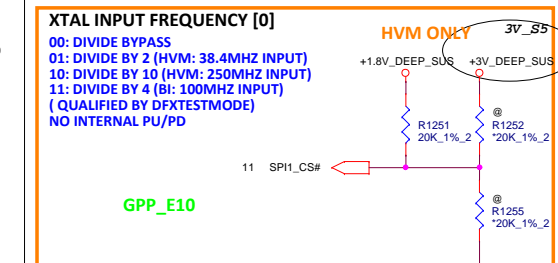 XTAL INPUT FREQUENCY [0]
00: DIVIDE BYPASS
01: DIVIDE BY 2 (HVM: 38.4MHZ INPUT)
10: DIVIDE BY 10 (HVM: 250MHZ INPUT)
11: DIVIDE BY 4 (BI: 100MHZ INPUT)
( QUALIFIED BY DFXTESTMODE)
NO INTERNAL PU/PD
HVM ONLY
3V_S5
+1.8V_DEEP_SUS
+3V_DEEP_SUS
R1251
20K_1%_2
@
R1252
*20K_1%_2
11 SPI1_CS#
GPP_E10
@
R1255
*20K_1%_2